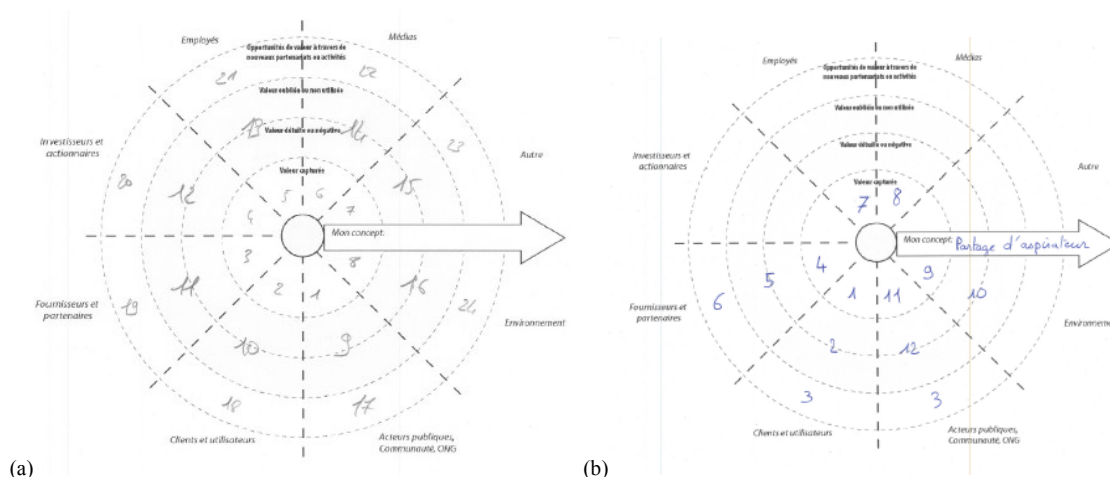 Employés
Médias
Opportunités de valeur à travers de
nouveaux partenariats ou activités
21
22
Valeur oubliée ou non utilisée
13
Valeur détuite ou négative
14
23
Investisseurs et
actionnaires
Autre
20
12
Valeur capturée
15
5
6
4
7
Mon concept:
3
8
2
1
11
16
Fournisseurs et
partenaires
19
24
Environnement
10
9
18
17
Clients et utilisateurs
Acteurs publiques,
Communauté, ONG
(a)
Employés
Médias
Opportunités de valeur à travers de
nouveaux partenariats ou activités
Valeur oubliée ou non utilisée
Valeur détuite ou négative
Investisseurs et
actionnaires
Autre
Valeur capturée
7
8
Mon concept: Partage d'aspirateur
4
9
5
1
11
10
6
Fournisseurs et
partenaires
Environnement
2
12
3
3
Clients et utilisateurs
Acteurs publiques,
Communauté, ONG
(b)